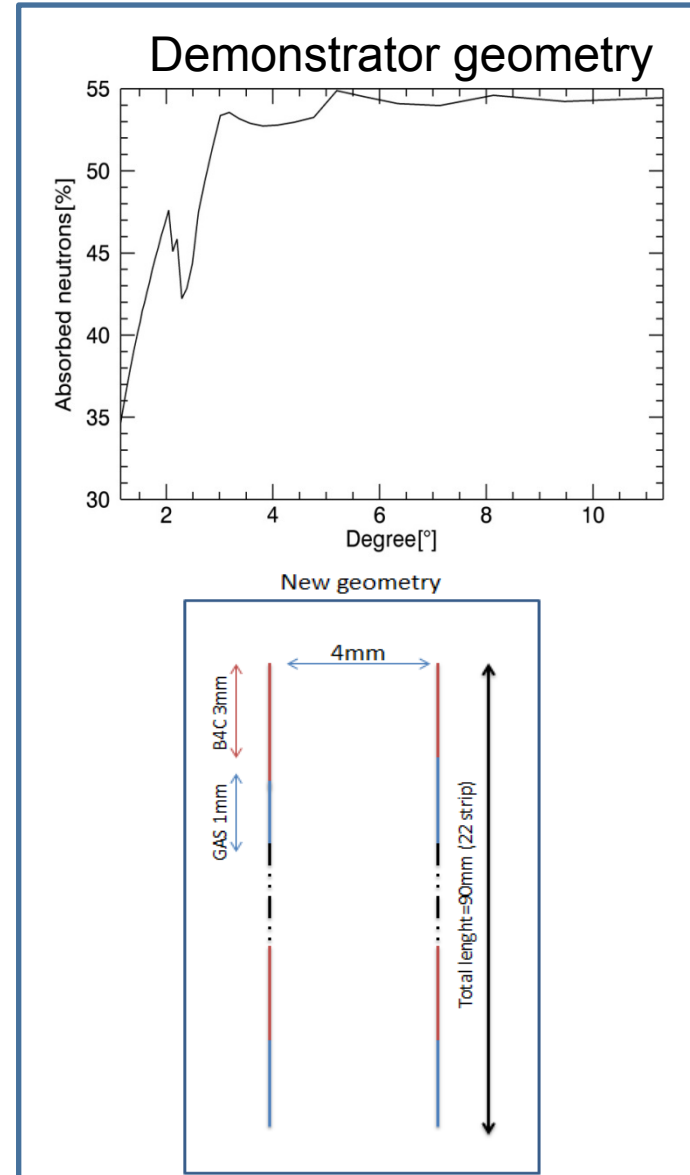 Demonstrator geometry
Absorbed neutrons[%]
55
50
45
40
35
30
2
4
6
8
10
Degree[°]
New geometry
4mm
B4C 3mm
GAS 1mm
Total lenght=90mm (22 strip)